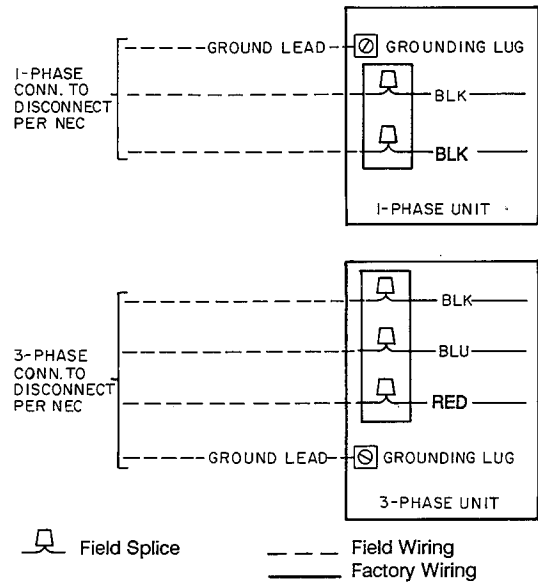 GROUND LEAD
GROUNDING LUG
1-PHASE
CONN. TO
DISCONNECT
PER NEC
BLK
BLK
1-PHASE UNIT
BLK
3-PHASE
CONN. TO
DISCONNECT
PER NEC
BLU
RED
GROUND LEAD
GROUNDING LUG
3-PHASE UNIT
Field Splice
Field Wiring
Factory Wiring